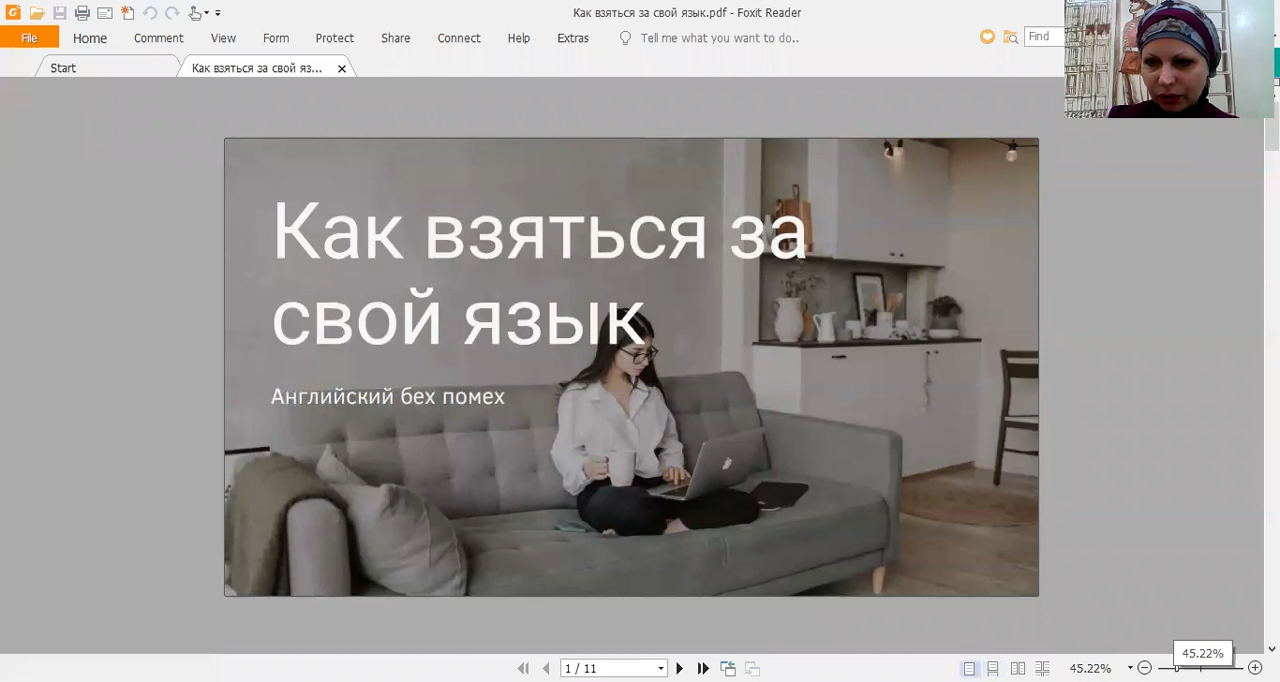 Как взяться за свой язык.pdf - Foxit Reader
File Home Comment View Form Protect Share Connect Help Extras Tell me what you want to do.. Find
Start Как взяться за свой яз...
Как взяться за
свой язык
Английский бех помех
45.22%
1 / 11 45.22%